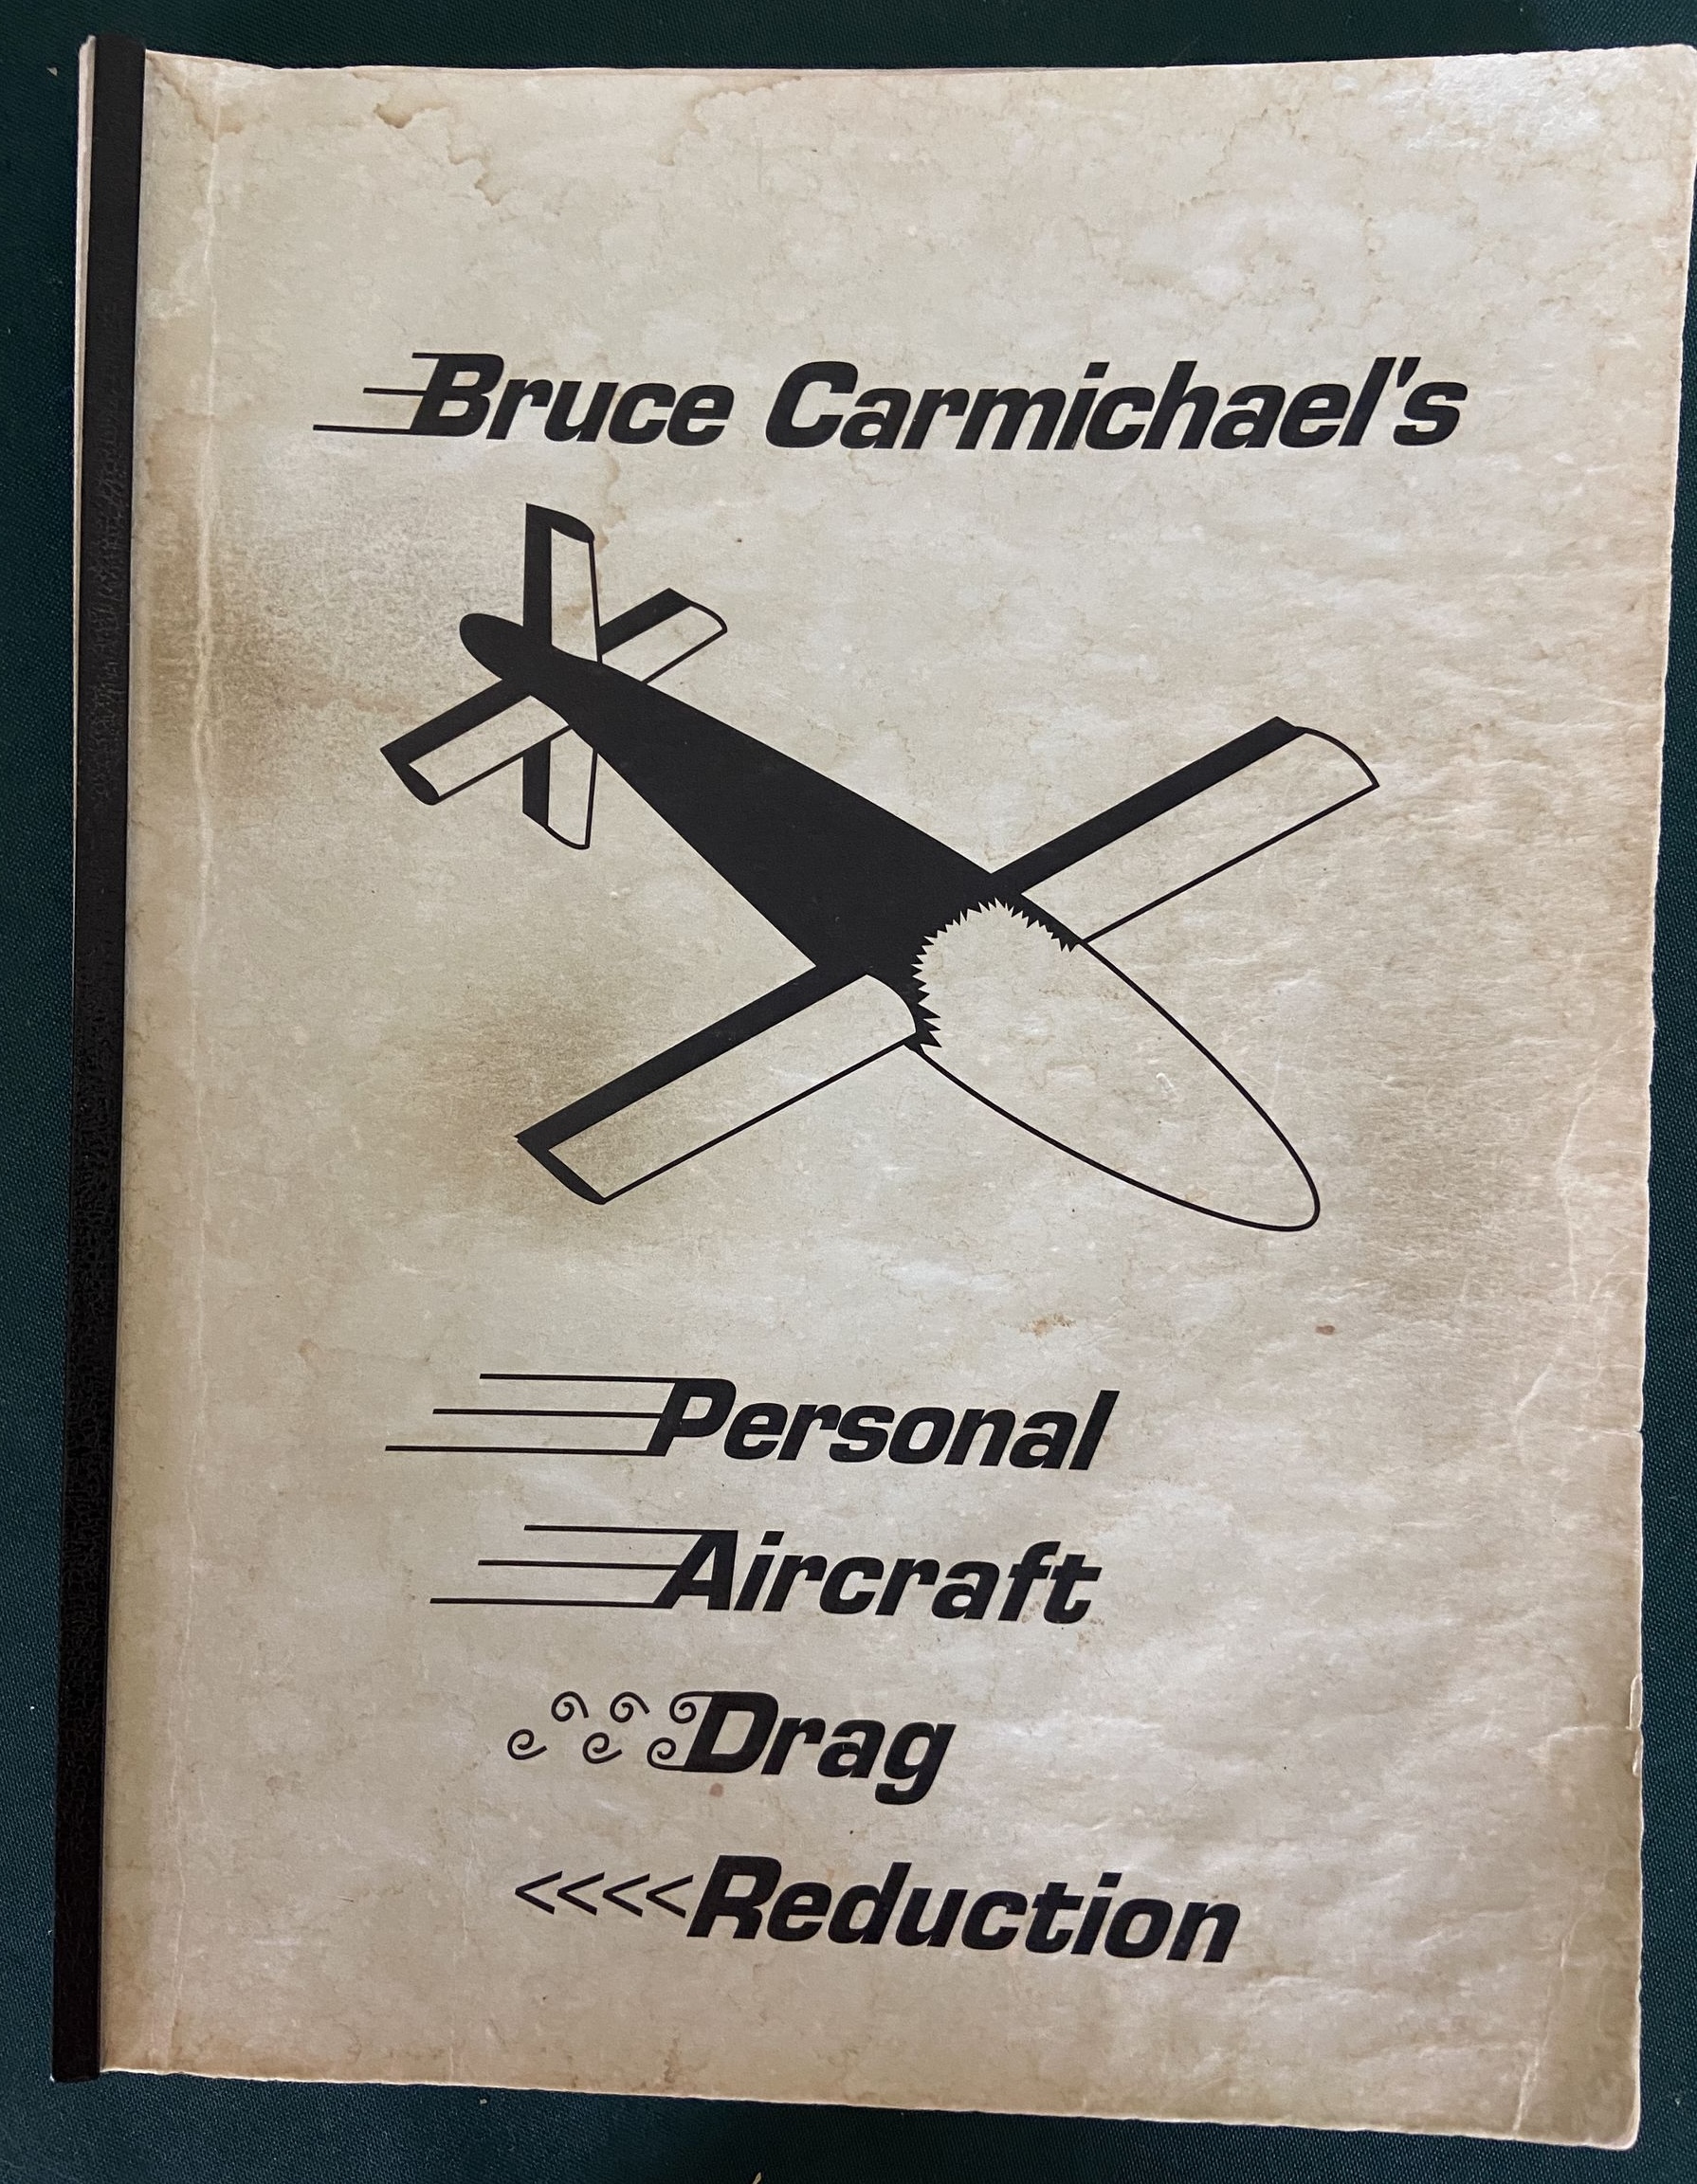 Bruce Carmichael's
Personal
Aircraft
Drag
Reduction